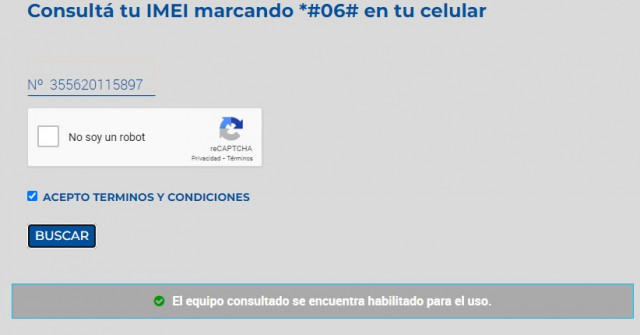 Consultá tu IMEI marcando *#06# en tu celular
Nº 355620115897
No soy un robot
reCAPTCHA
Privacidad - Términos
ACEPTO TERMINOS Y CONDICIONES
BUSCAR
El equipo consultado se encuentra habilitado para el uso.